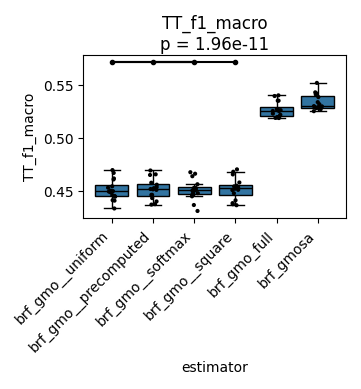 TT_f1_macro
p = 1.96e-11
TT_f1_macro
0.55
0.50
0.45
brf_gmo__uniform
brf_gmo__precomputed
brf_gmo__softmax
brf_gmo__square
brf_gmo_full
brf_gmosa
estimator